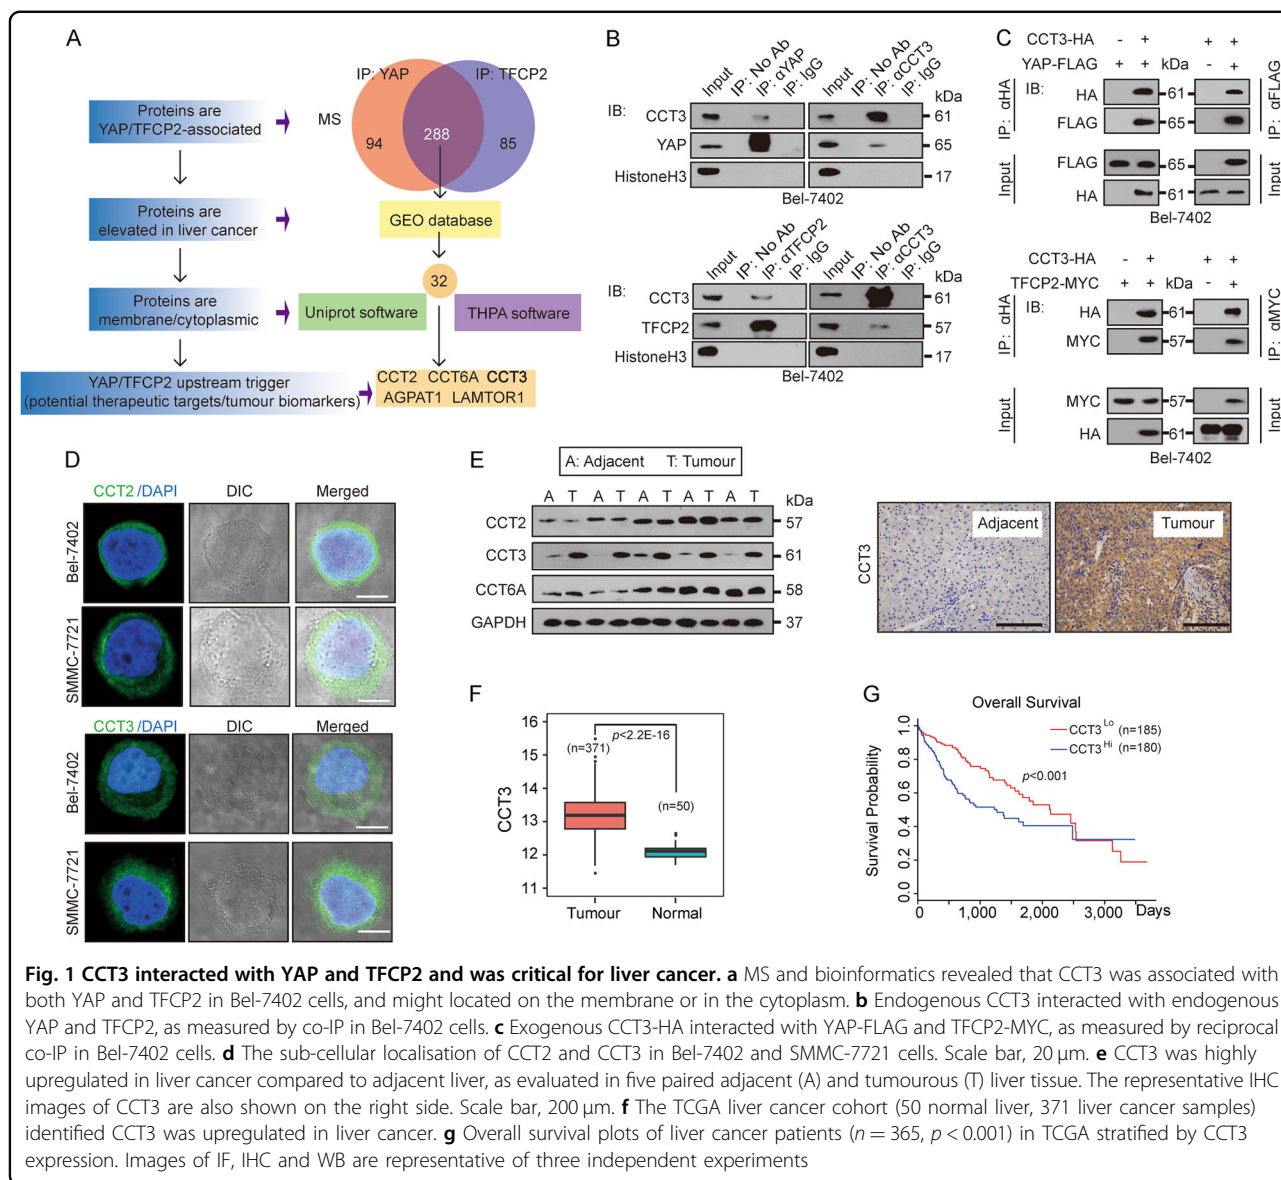 A
IP: YAP
IP: TFCP2
MS
94
288
85
Proteins are
YAP/TFCP2-associated
Proteins are
elevated in liver cancer
GEO database
32
Proteins are
membrane/cytoplasmic
Uniprot software
THPA software
YAP/TFCP2 upstream trigger
(potential therapeutic targets/tumour biomarkers)
CCT2 CCT6A CCT3
AGPAT1 LAMTOR1
B
Input
IP: No Ab
IP: αYAP
IP: IgG
Input
IP: No Ab
IP: αCCT3
IP: IgG
IB:
kDa
CCT3
61
YAP
65
HistoneH3
17
Bel-7402
Input
IP: No Ab
IP: αTFCP2
IP: IgG
Input
IP: No Ab
IP: αCCT3
IP: IgG
IB:
kDa
CCT3
61
TFCP2
57
HistoneH3
17
Bel-7402
C
CCT3-HA - + + +
YAP-FLAG + + kDa - +
IP: αHA
IB:
HA 61
FLAG 65
IP: αFLAG
Input
FLAG 65
HA 61
Input
Bel-7402
CCT3-HA - + + +
TFCP2-MYC + + kDa - +
IP: αHA
IB:
HA 61
MYC 57
IP: αMYC
Input
MYC 57
HA 61
Input
Bel-7402
D
CCT2/DAPI DIC Merged
Bel-7402
SMMC-7721
CCT3/DAPI DIC Merged
Bel-7402
SMMC-7721
E
A: Adjacent T: Tumour
A T A T A T A T A T kDa
CCT2 57
CCT3 61
CCT6A 58
GAPDH 37
CCT3
Adjacent
Tumour
F
CCT3
16
15
14
13
12
11
p<2.2E-16
(n=371)
(n=50)
Tumour Normal
G
Overall Survival
Survival Probability
1.0
0.8
0.6
0.4
0.2
0.0
CCT3 Lo (n=185)
CCT3 Hi (n=180)
p<0.001
0 1,000 2,000 3,000 Days
Fig. 1 CCT3 interacted with YAP and TFCP2 and was critical for liver cancer. a MS and bioinformatics revealed that CCT3 was associated with
both YAP and TFCP2 in Bel-7402 cells, and might located on the membrane or in the cytoplasm. b Endogenous CCT3 interacted with endogenous
YAP and TFCP2, as measured by co-IP in Bel-7402 cells. c Exogenous CCT3-HA interacted with YAP-FLAG and TFCP2-MYC, as measured by reciprocal
co-IP in Bel-7402 cells. d The sub-cellular localisation of CCT2 and CCT3 in Bel-7402 and SMMC-7721 cells. Scale bar, 20 μm. e CCT3 was highly
upregulated in liver cancer compared to adjacent liver, as evaluated in five paired adjacent (A) and tumourous (T) liver tissue. The representative IHC
images of CCT3 are also shown on the right side. Scale bar, 200 μm. f The TCGA liver cancer cohort (50 normal liver, 371 liver cancer samples)
identified CCT3 was upregulated in liver cancer. g Overall survival plots of liver cancer patients (n = 365, p < 0.001) in TCGA stratified by CCT3
expression. Images of IF, IHC and WB are representative of three independent experiments